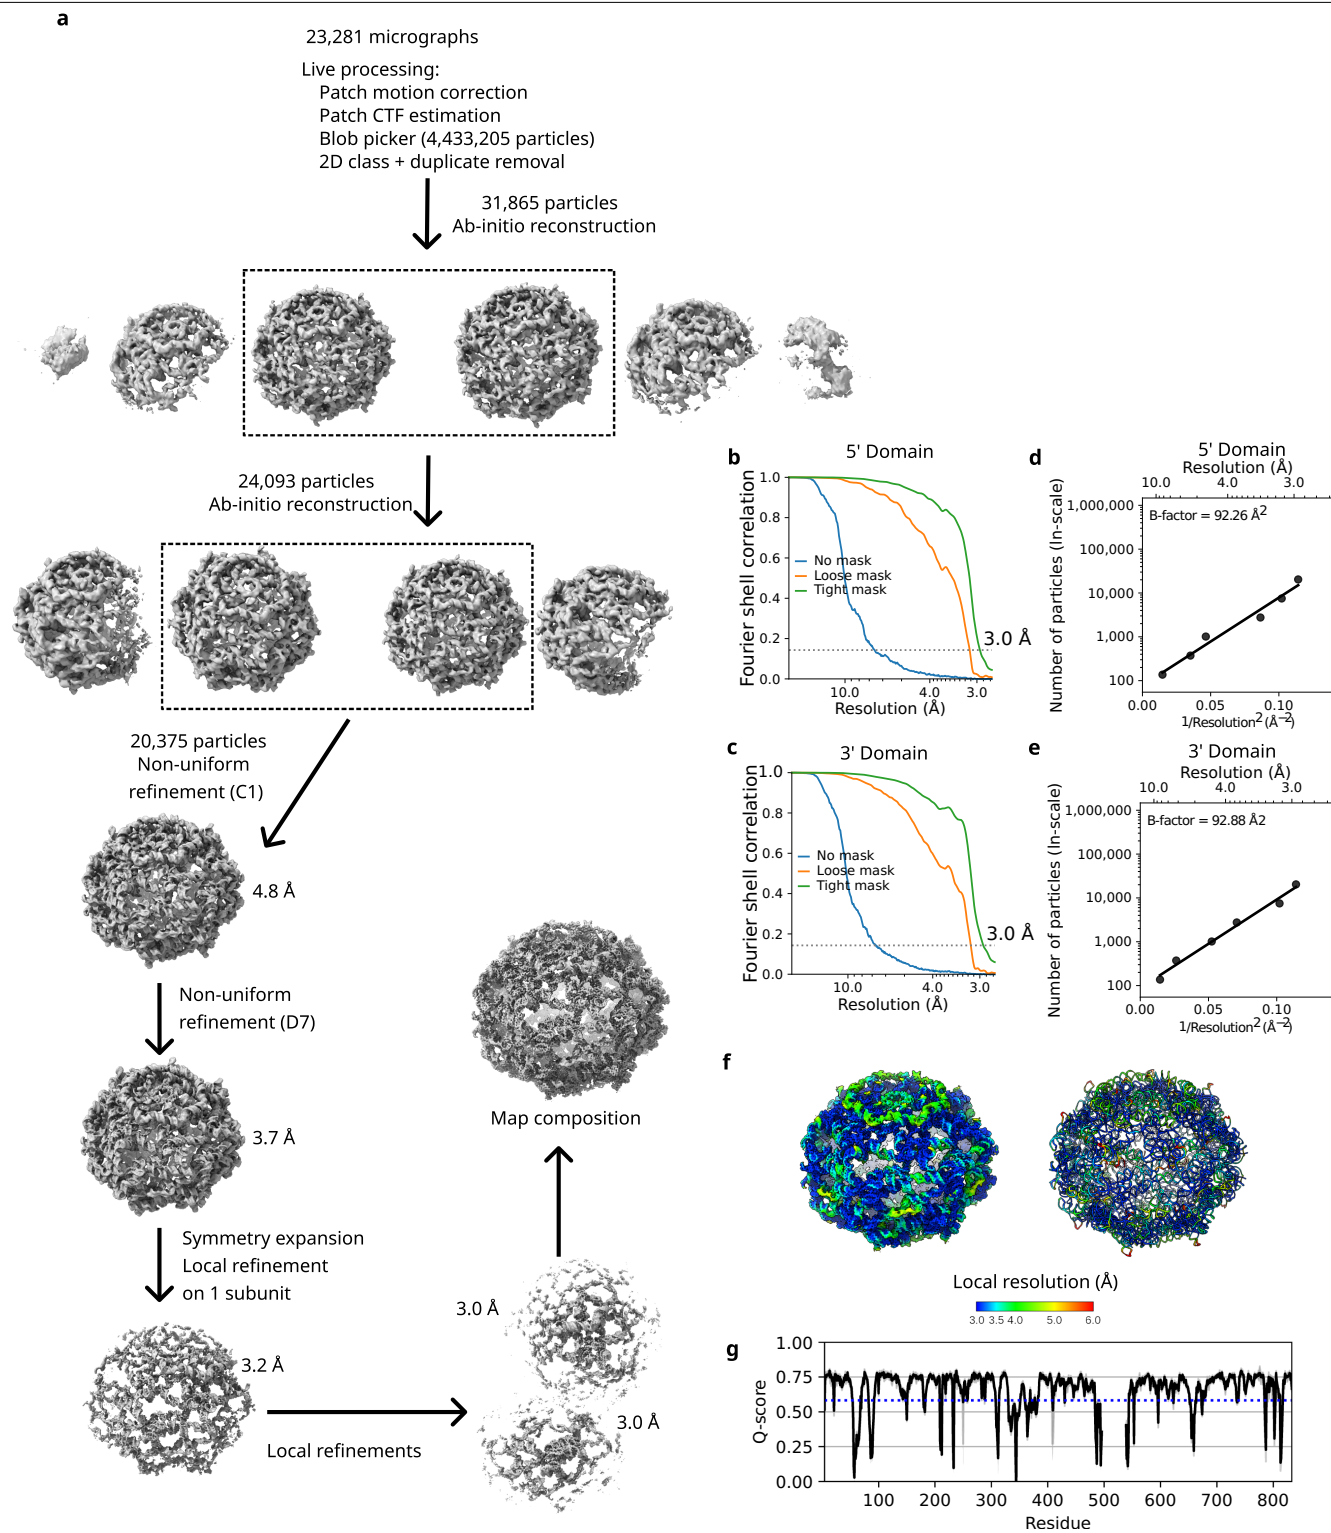 a
23,281 micrographs
Live processing:
Patch motion correction
Patch CTF estimation
Blob picker (4,433,205 particles)
2D class + duplicate removal
31,865 particles
Ab-initio reconstruction
24,093 particles
Ab-initio reconstruction
20,375 particles
Non-uniform
refinement (C1)
4.8 Å
Non-uniform
refinement (D7)
3.7 Å
Symmetry expansion
Local refinement
on 1 subunit
3.2 Å
Local refinements
3.0 Å
3.0 Å
Map composition
b
5' Domain
Fourier shell correlation
1.0
0.8
0.6
0.4
0.2
0.0
No mask
Loose mask
Tight mask
3.0 Å
10.0 4.0 3.0
Resolution (Å)
c
3' Domain
Fourier shell correlation
1.0
0.8
0.6
0.4
0.2
0.0
No mask
Loose mask
Tight mask
3.0 Å
10.0 4.0 3.0
Resolution (Å)
d
5' Domain
Resolution (Å)
10.0 4.0 3.0
Number of particles (ln-scale)
B-factor = 92.26 Å²
1,000,000
100,000
10,000
1,000
100
0.00 0.05 0.10
1/Resolution² (Å⁻²)
e
3' Domain
Resolution (Å)
10.0 4.0 3.0
Number of particles (ln-scale)
B-factor = 92.88 Å2
1,000,000
100,000
10,000
1,000
100
0.00 0.05 0.10
1/Resolution² (Å⁻²)
f
Local resolution (Å)
3.0 3.5 4.0 5.0 6.0
g
Q-score
1.00
0.75
0.50
0.25
0.00
100 200 300 400 500 600 700 800
Residue